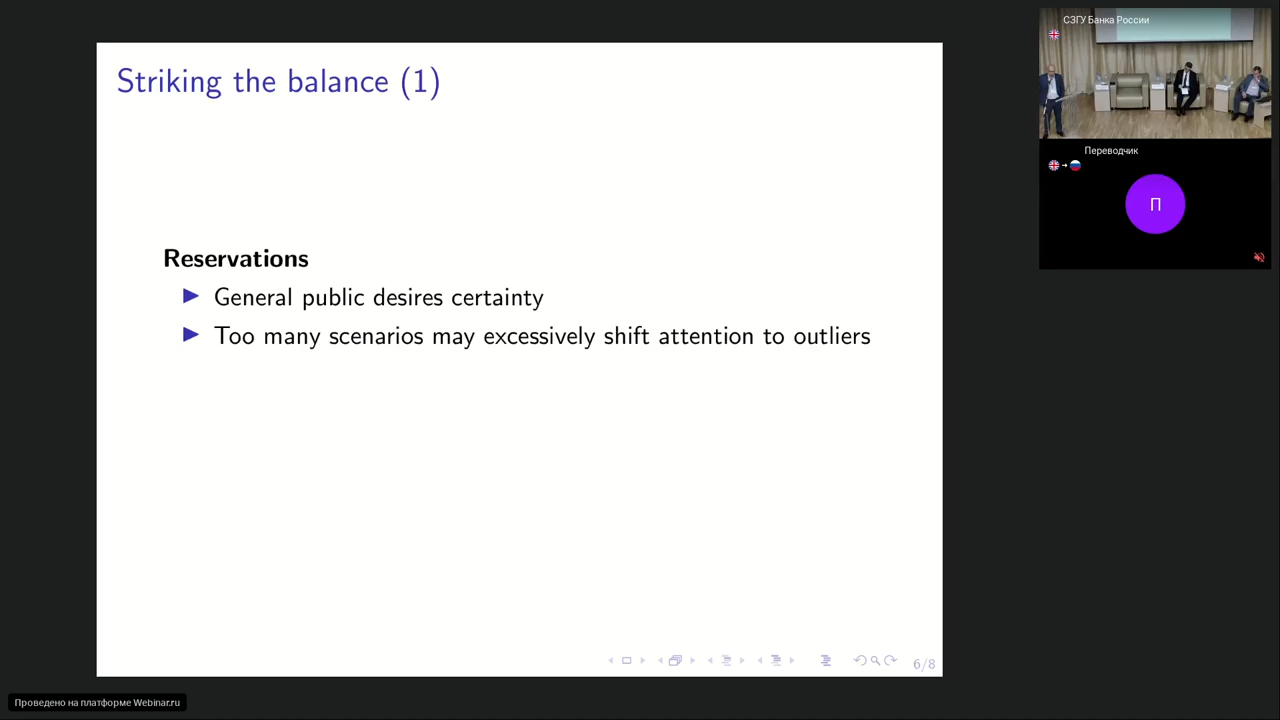 Striking the balance (1)
Reservations
General public desires certainty
Too many scenarios may excessively shift attention to outliers
6/8
СЗГУ Банка России
Переводчик
П
Проведено на платформе Webinar.ru